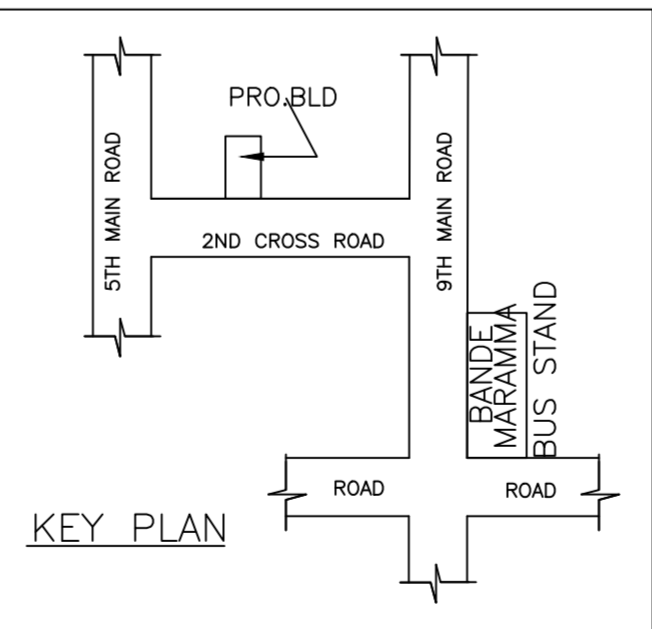 PRO.BLD
5TH MAIN ROAD
9TH MAIN ROAD
2ND CROSS ROAD
BANDE
MARAMMA
BUS STAND
ROAD
ROAD
KEY PLAN